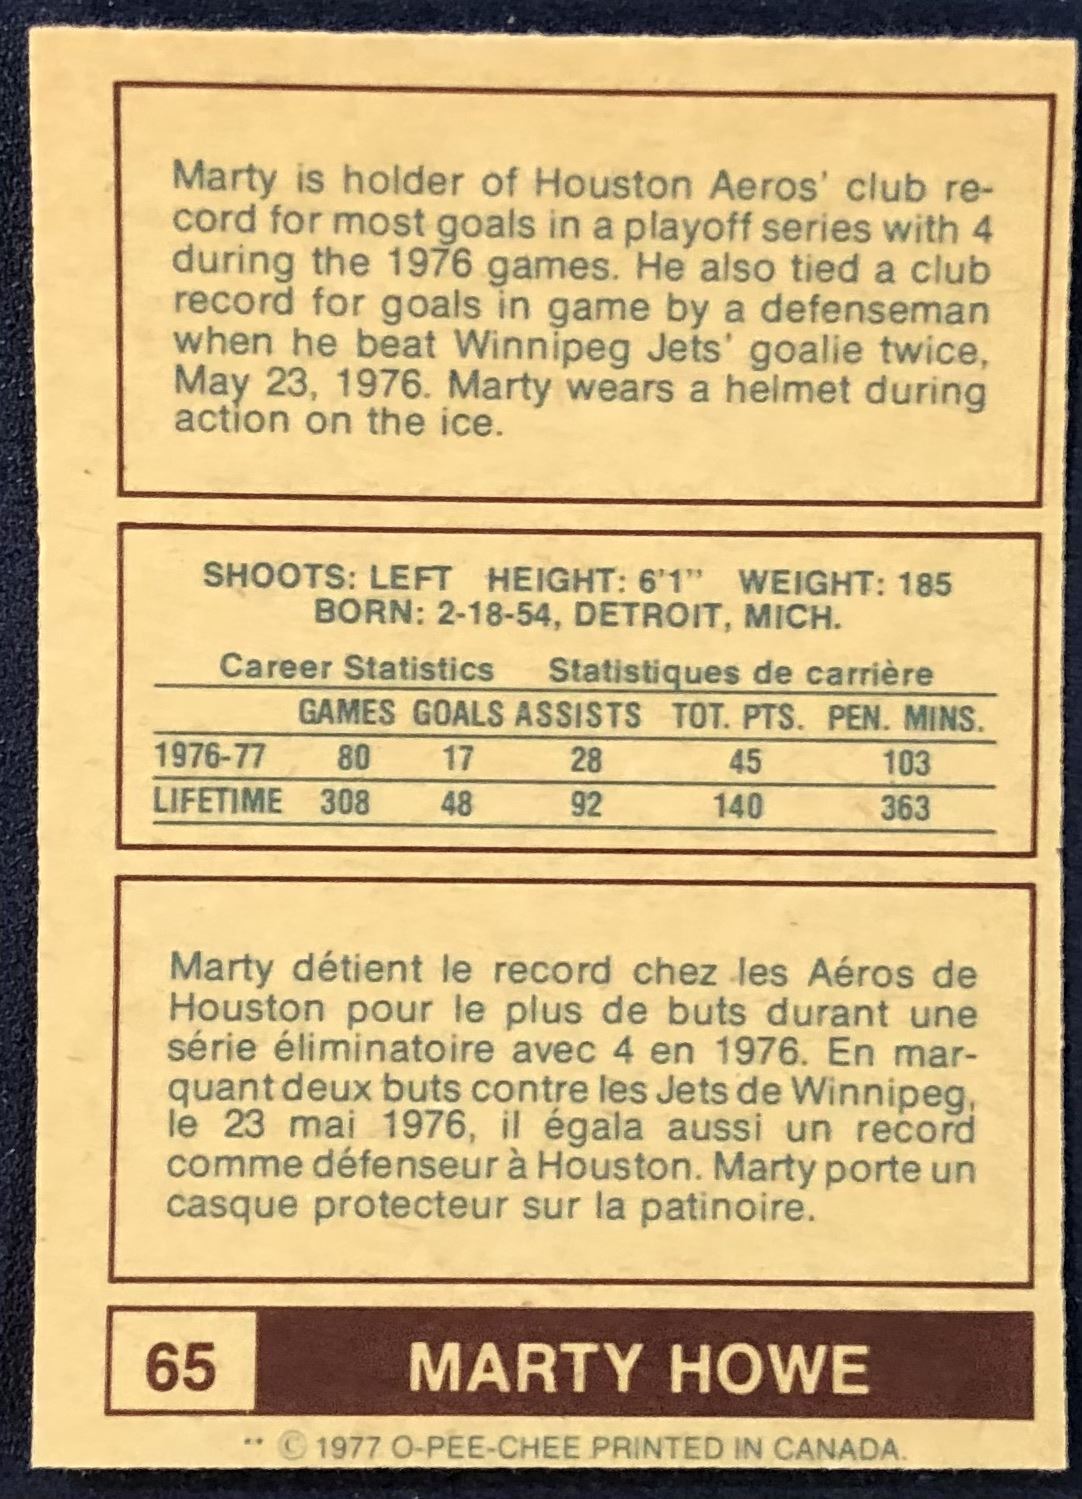 Marty is holder of Houston Aeros' club re-
cord for most goals in a playoff series with 4
during the 1976 games. He also tied a club
record for goals in game by a defenseman
when he beat Winnipeg Jets' goalie twice,
May 23, 1976. Marty wears a helmet during
action on the ice.
SHOOTS: LEFT HEIGHT: 6'1" WEIGHT: 185
BORN: 2-18-54, DETROIT, MICH.
Career Statistics Statistiques de carrière
GAMES GOALS ASSISTS TOT. PTS. PEN. MINS.
1976-77 80 17 28 45 103
LIFETIME 308 48 92 140 363
Marty détient le record chez les Aéros de
Houston pour le plus de buts durant une
série éliminatoire avec 4 en 1976. En mar-
quant deux buts contre les Jets de Winnipeg,
le 23 mai 1976, il égala aussi un record
comme défenseur à Houston. Marty porte un
casque protecteur sur la patinoire.
65 MARTY HOWE
** © 1977 O-PEE-CHEE PRINTED IN CANADA.